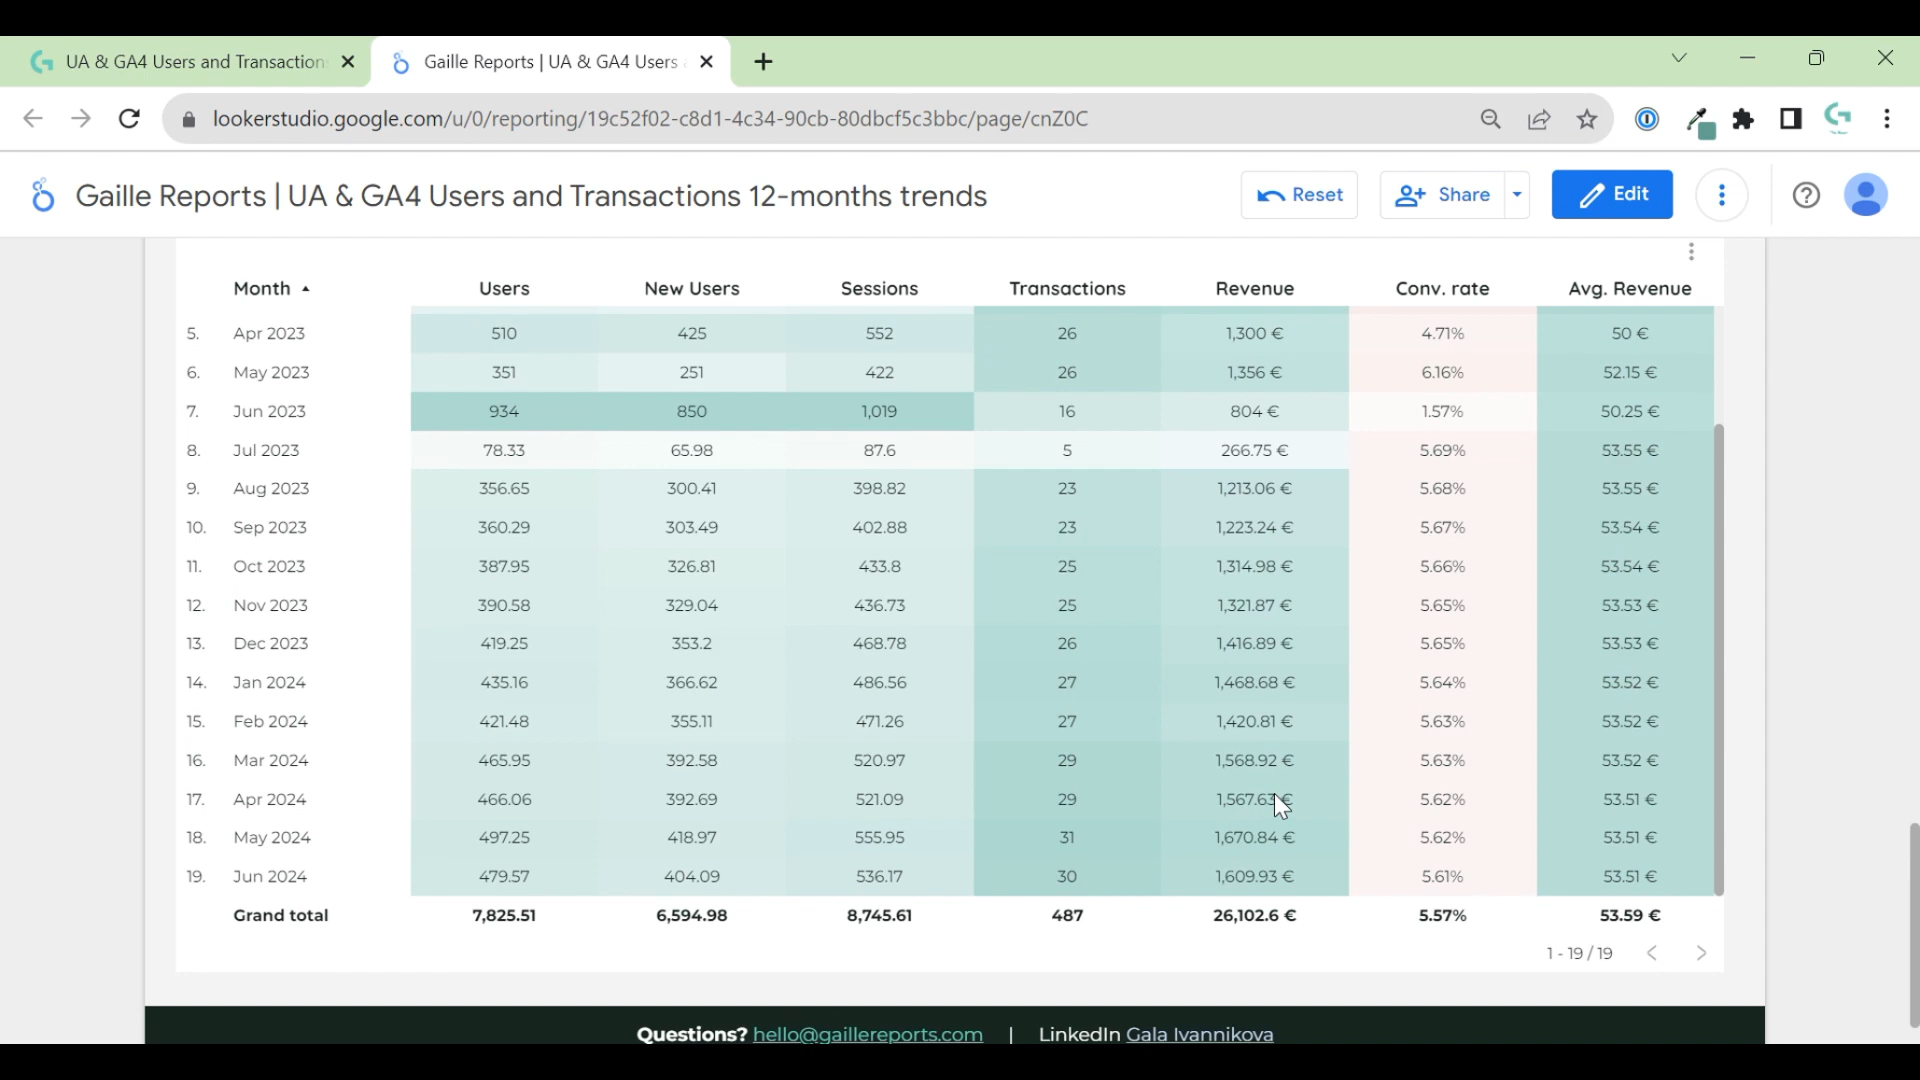 UA & GA4 Users and Transaction
Gaille Reports | UA & GA4 Users
lookerstudio.google.com/u/0/reporting/19c52f02-c8d1-4c34-90cb-80dbcf5c3bbc/page/cnZ0C
Gaille Reports | UA & GA4 Users and Transactions 12-months trends
Reset
Share
Edit
Month Users New Users Sessions Transactions Revenue Conv. rate Avg. Revenue
5. Apr 2023 510 425 552 26 1,300 € 4.71% 50 €
6. May 2023 351 251 422 26 1,356 € 6.16% 52.15 €
7. Jun 2023 934 850 1,019 16 804 € 1.57% 50.25 €
8. Jul 2023 78.33 65.98 87.6 5 266.75 € 5.69% 53.55 €
9. Aug 2023 356.65 300.41 398.82 23 1,213.06 € 5.68% 53.55 €
10. Sep 2023 360.29 303.49 402.88 23 1,223.24 € 5.67% 53.54 €
11. Oct 2023 387.95 326.81 433.8 25 1,314.98 € 5.66% 53.54 €
12. Nov 2023 390.58 329.04 436.73 25 1,321.87 € 5.65% 53.53 €
13. Dec 2023 419.25 353.2 468.78 26 1,416.89 € 5.65% 53.53 €
14. Jan 2024 435.16 366.62 486.56 27 1,468.68 € 5.64% 53.52 €
15. Feb 2024 421.48 355.11 471.26 27 1,420.81 € 5.63% 53.52 €
16. Mar 2024 465.95 392.58 520.97 29 1,568.92 € 5.63% 53.52 €
17. Apr 2024 466.06 392.69 521.09 29 1,567.63 € 5.62% 53.51 €
18. May 2024 497.25 418.97 555.95 31 1,670.84 € 5.62% 53.51 €
19. Jun 2024 479.57 404.09 536.17 30 1,609.93 € 5.61% 53.51 €
Grand total 7,825.51 6,594.98 8,745.61 487 26,102.6 € 5.57% 53.59 €
1 - 19 / 19
Questions? hello@gaillereports.com | LinkedIn Gala Ivannikova